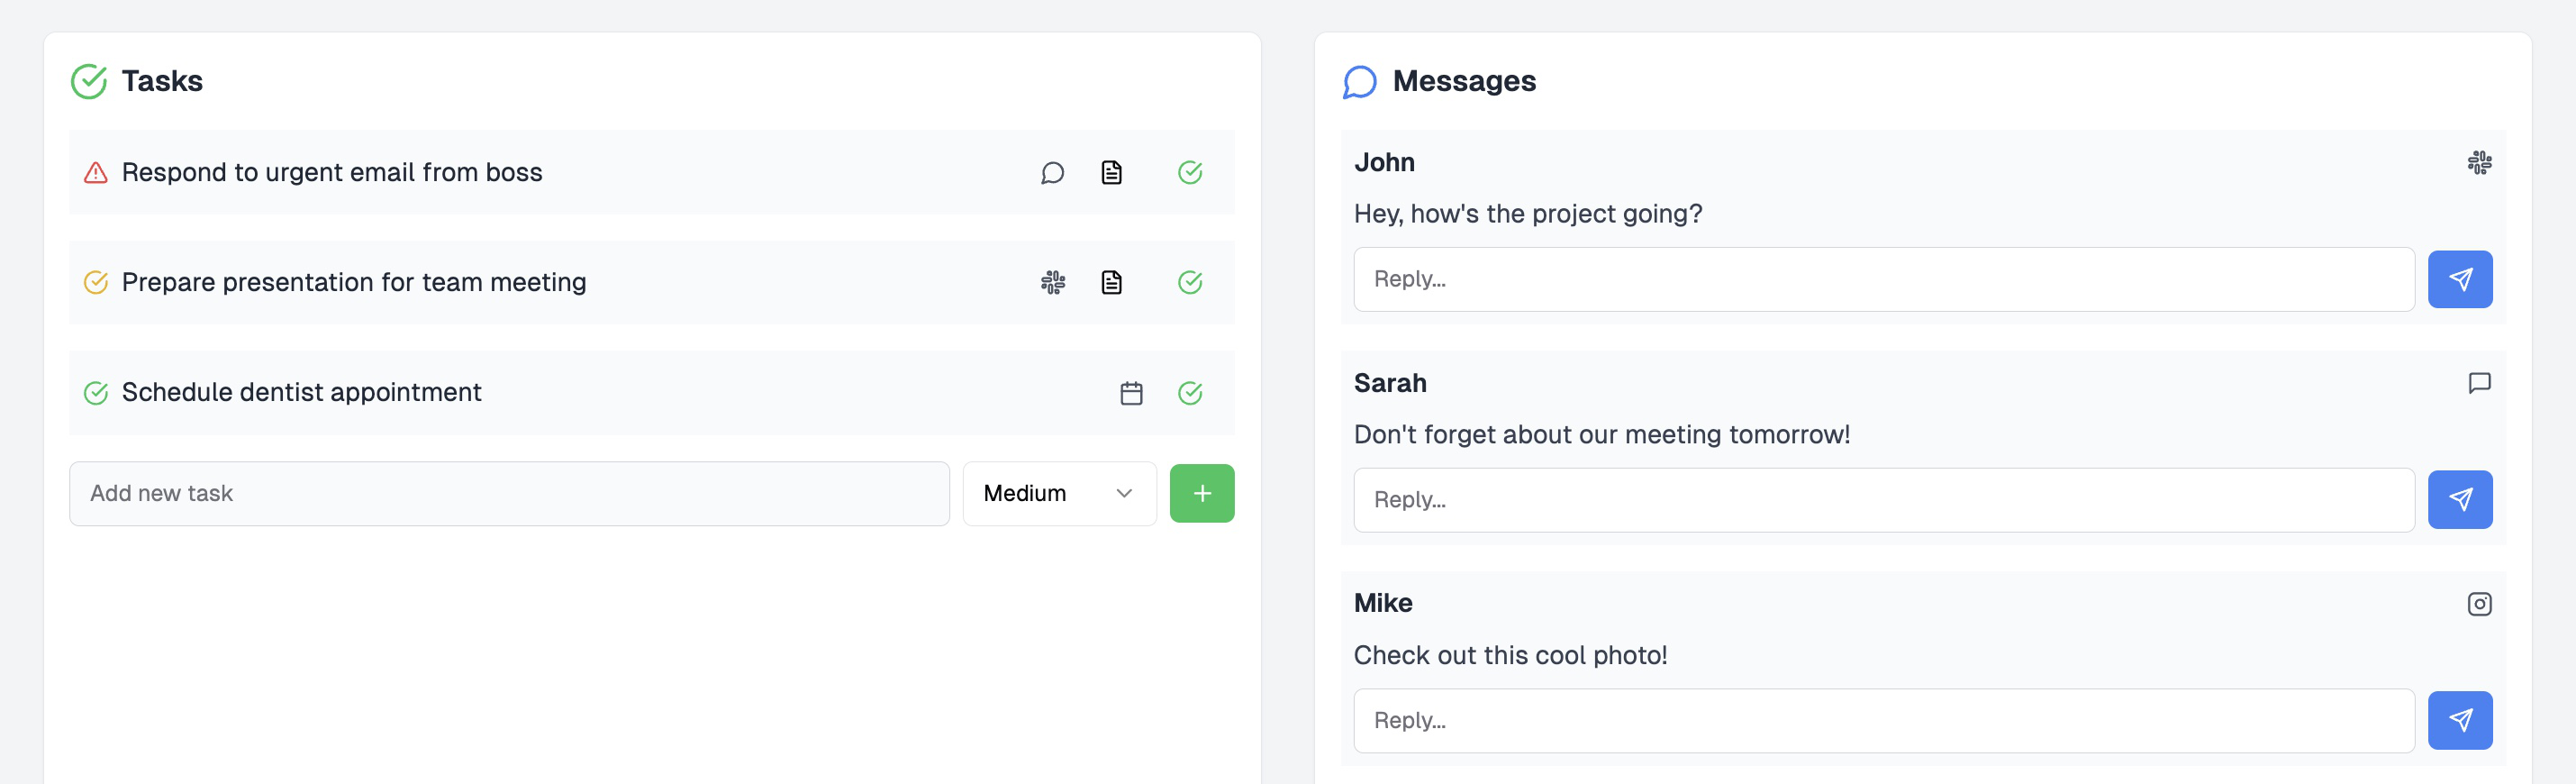 Tasks
Respond to urgent email from boss
Prepare presentation for team meeting
Schedule dentist appointment
Add new task
Medium
Messages
John
Hey, how's the project going?
Reply...
Sarah
Don't forget about our meeting tomorrow!
Reply...
Mike
Check out this cool photo!
Reply...